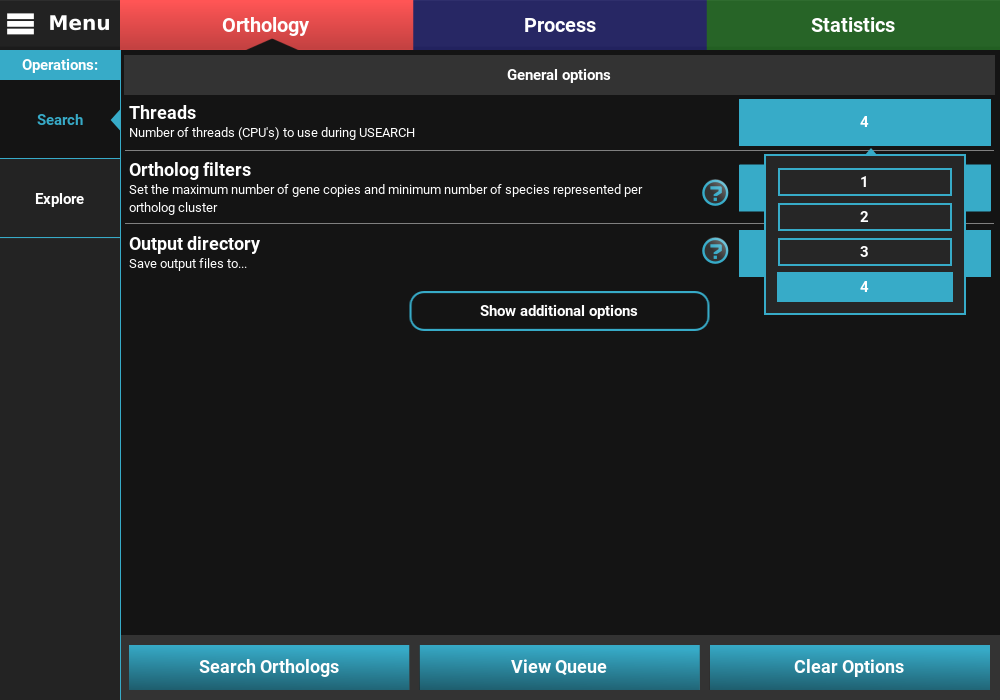 Menu
Orthology
Process
Statistics
Operations:
Search
Explore
General options
Threads
Number of threads (CPU's) to use during USEARCH
4
Ortholog filters
Set the maximum number of gene copies and minimum number of species represented per
ortholog cluster
?
Output directory
Save output files to...
?
1
2
3
4
Show additional options
Search Orthologs
View Queue
Clear Options